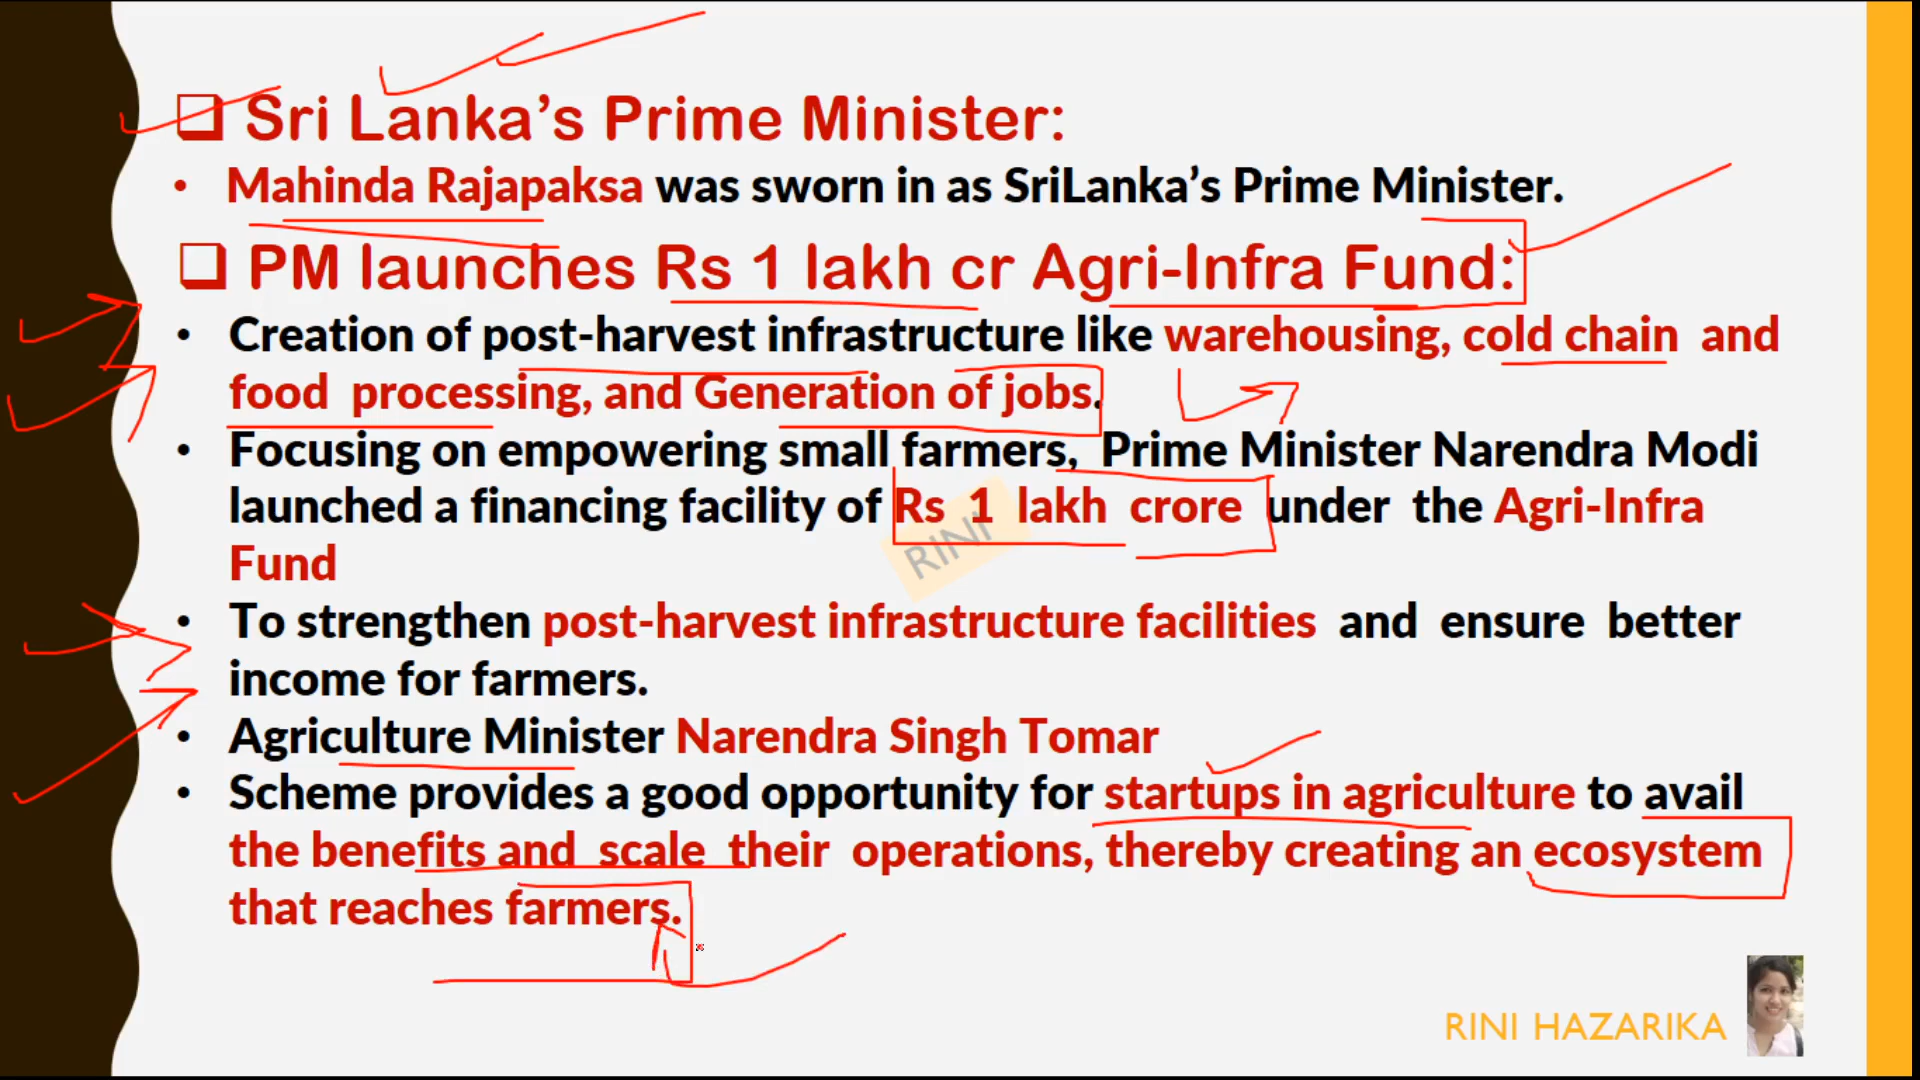 Sri Lanka's Prime Minister:
• Mahinda Rajapaksa was sworn in as SriLanka's Prime Minister.
PM launches Rs 1 lakh cr Agri-Infra Fund:
• Creation of post-harvest infrastructure like warehousing, cold chain and
food processing, and Generation of jobs.
• Focusing on empowering small farmers, Prime Minister Narendra Modi
launched a financing facility of Rs 1 lakh crore under the Agri-Infra
Fund
• To strengthen post-harvest infrastructure facilities and ensure better
income for farmers.
• Agriculture Minister Narendra Singh Tomar
• Scheme provides a good opportunity for startups in agriculture to avail
the benefits and scale their operations, thereby creating an ecosystem
that reaches farmers.
RINI
RINI HAZARIKA